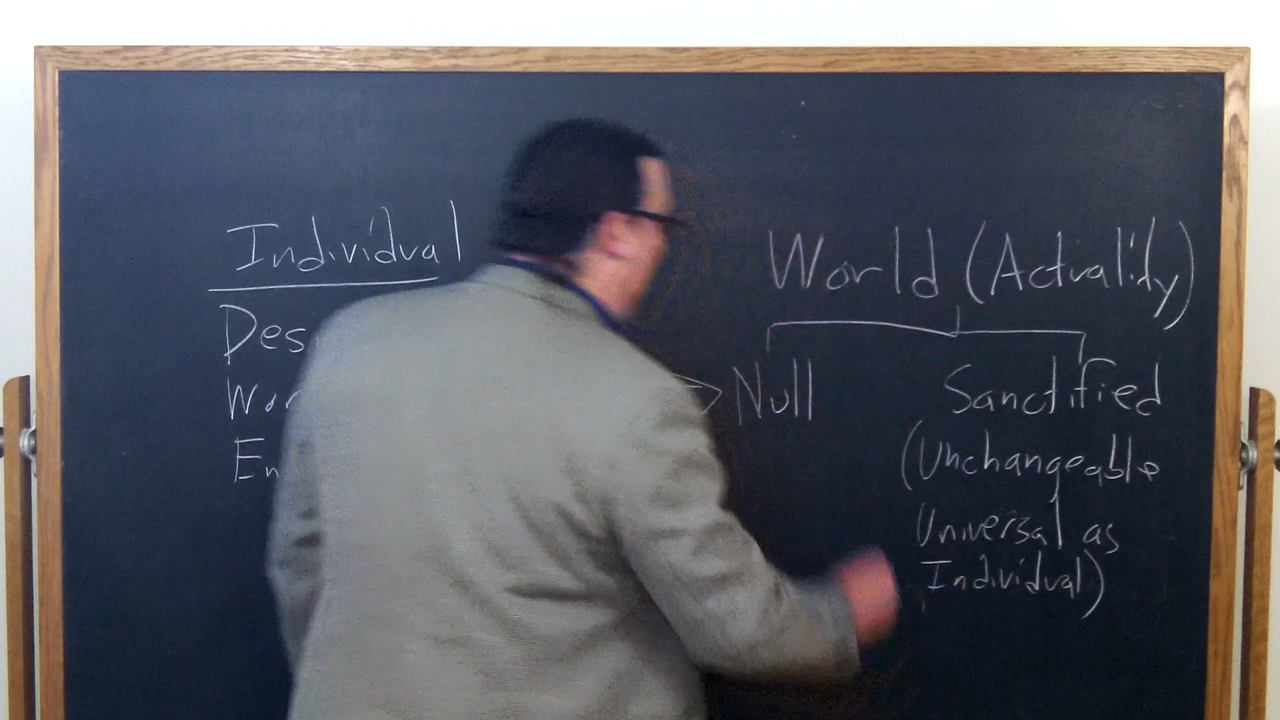 Individual
World (Actuality)
Null
Sanctified
(Unchangeable
Universal as
Individual)